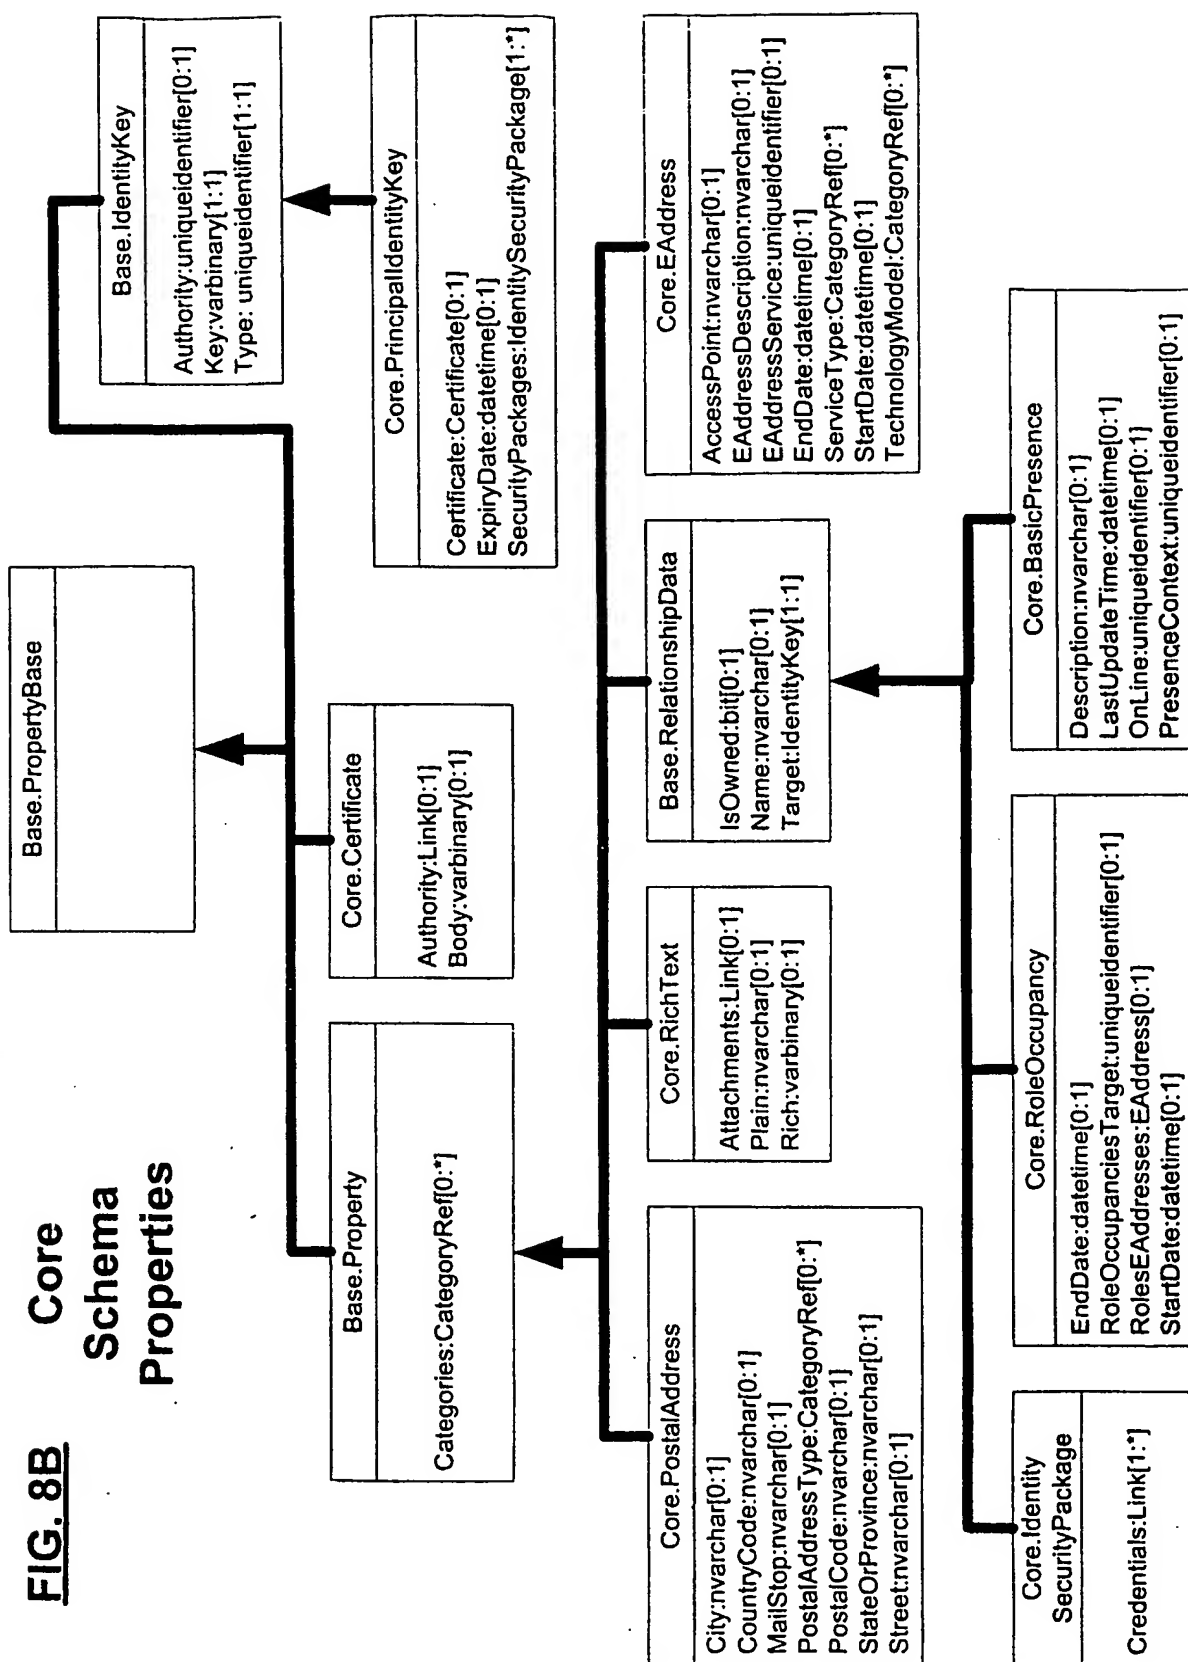 FIG. 8B
Core
Schema
Properties
Base.PropertyBase
Base.Property
Categories:CategoryRef[0:*]
Core.Certificate
Authority:Link[0:1]
Body:varbinary[0:1]
Base.IdentityKey
Authority:uniqueidentifier[0:1]
Key:varbinary[1:1]
Type: uniqueidentifier[1:1]
Core.PrincipalIdentityKey
Certificate:Certificate[0:1]
ExpiryDate:datetime[0:1]
SecurityPackages:IdentitySecurityPackage[1:*]
Core.PostalAddress
City:nvarchar[0:1]
CountryCode:nvarchar[0:1]
MailStop:nvarchar[0:1]
PostalAddressType:CategoryRef[0:*]
PostalCode:nvarchar[0:1]
StateOrProvince:nvarchar[0:1]
Street:nvarchar[0:1]
Core.RichText
Attachments:Link[0:1]
Plain:nvarchar[0:1]
Rich:varbinary[0:1]
Base.RelationshipData
IsOwned:bit[0:1]
Name:nvarchar[0:1]
Target:IdentityKey[1:1]
Core.EAddress
AccessPoint:nvarchar[0:1]
EAddressDescription:nvarchar[0:1]
EAddressService:uniqueidentifier[0:1]
EndDate:datetime[0:1]
ServiceType:CategoryRef[0:*]
StartDate:datetime[0:1]
TechnologyModel:CategoryRef[0:*]
Core.Identity
SecurityPackage
Credentials:Link[1:*]
Core.RoleOccupancy
EndDate:datetime[0:1]
RoleOccupanciesTarget:uniqueidentifier[0:1]
RolesEAddresses:EAddress[0:1]
StartDate:datetime[0:1]
Core.BasicPresence
Description:nvarchar[0:1]
LastUpdateTime:datetime[0:1]
OnLine:uniqueidentifier[0:1]
PresenceContext:uniqueidentifier[0:1]